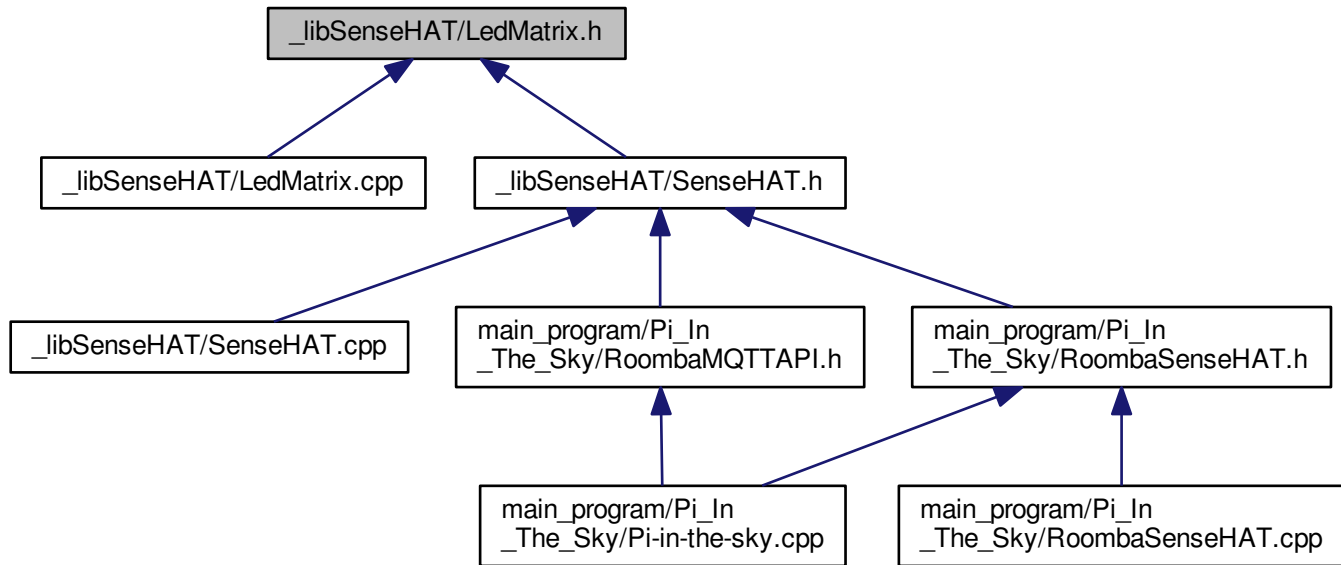 _libSenseHAT/LedMatrix.h
_libSenseHAT/LedMatrix.cpp
_libSenseHAT/SenseHAT.h
_libSenseHAT/SenseHAT.cpp
main_program/Pi_In
_The_Sky/RoombaMQTTAPI.h
main_program/Pi_In
_The_Sky/RoombaSenseHAT.h
main_program/Pi_In
_The_Sky/Pi-in-the-sky.cpp
main_program/Pi_In
_The_Sky/RoombaSenseHAT.cpp